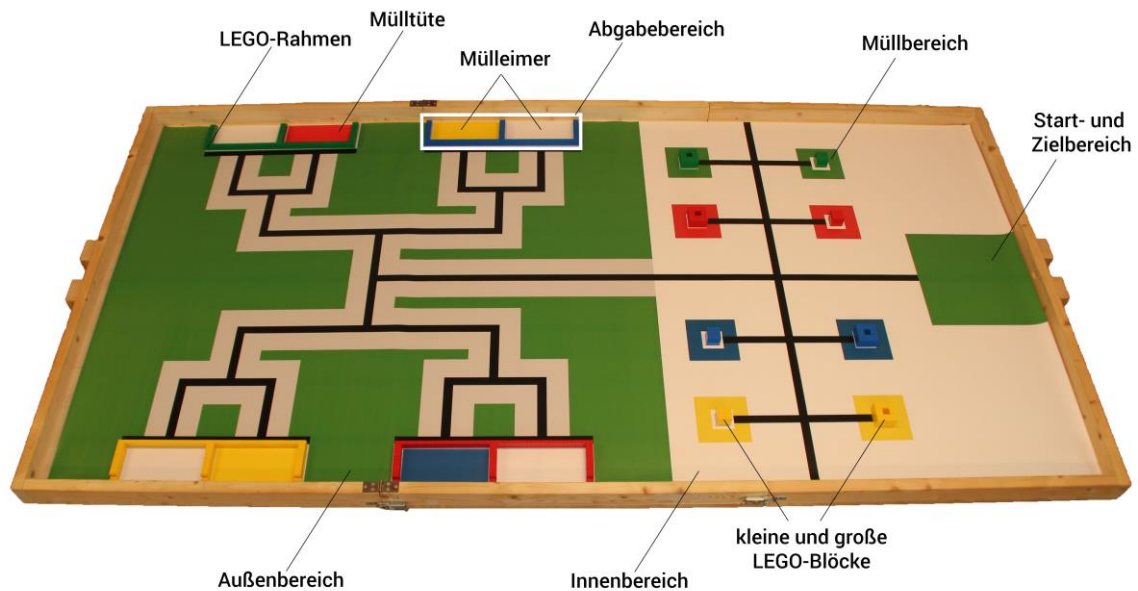 LEGO-Rahmen
Mülltüte
Mülleimer
Abgabebereich
Müllbereich
Start- und
Zielbereich
Außenbereich
Innenbereich
kleine und große
LEGO-Blöcke